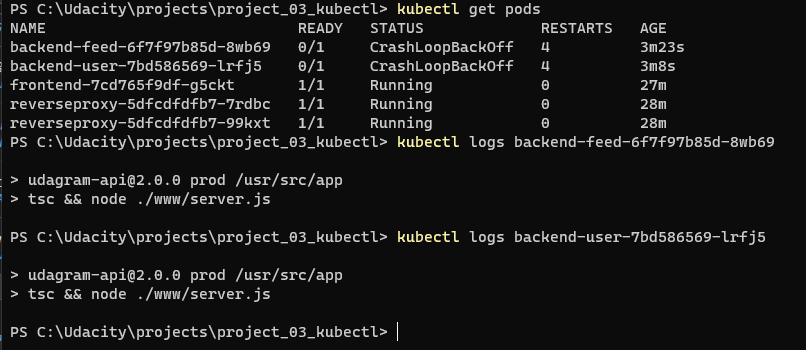 PS C:\Udacity\projects\project_03_kubectl> kubectl get pods
NAME READY STATUS RESTARTS AGE
backend-feed-6f7f97b85d-8wb69 0/1 CrashLoopBackOff 4 3m23s
backend-user-7bd586569-lrfj5 0/1 CrashLoopBackOff 4 3m8s
frontend-7cd765f9df-g5ckt 1/1 Running 0 27m
reverseproxy-5dfcdfdfb7-7rdbc 1/1 Running 0 28m
reverseproxy-5dfcdfdfb7-99kxt 1/1 Running 0 28m
PS C:\Udacity\projects\project_03_kubectl> kubectl logs backend-feed-6f7f97b85d-8wb69
> udagram-api@2.0.0 prod /usr/src/app
> tsc && node ./www/server.js
PS C:\Udacity\projects\project_03_kubectl> kubectl logs backend-user-7bd586569-lrfj5
> udagram-api@2.0.0 prod /usr/src/app
> tsc && node ./www/server.js
PS C:\Udacity\projects\project_03_kubectl>